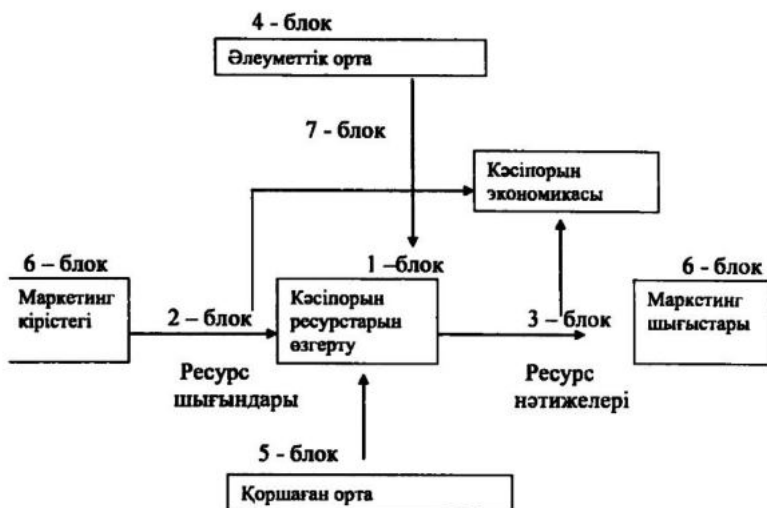 4 - блок
Әлеуметтік орта
7 - блок
Кәсіпорын
экономикасы
6 – блок
1 –блок
6 - блок
Маркетинг
кірістегі
2 – блок
Кәсіпорын
ресурстарын
өзгерту
3 – блок
Маркетинг
шығыстары
Ресурс
шығындары
Ресурс
нәтижелері
5 - блок
Қоршаған орта